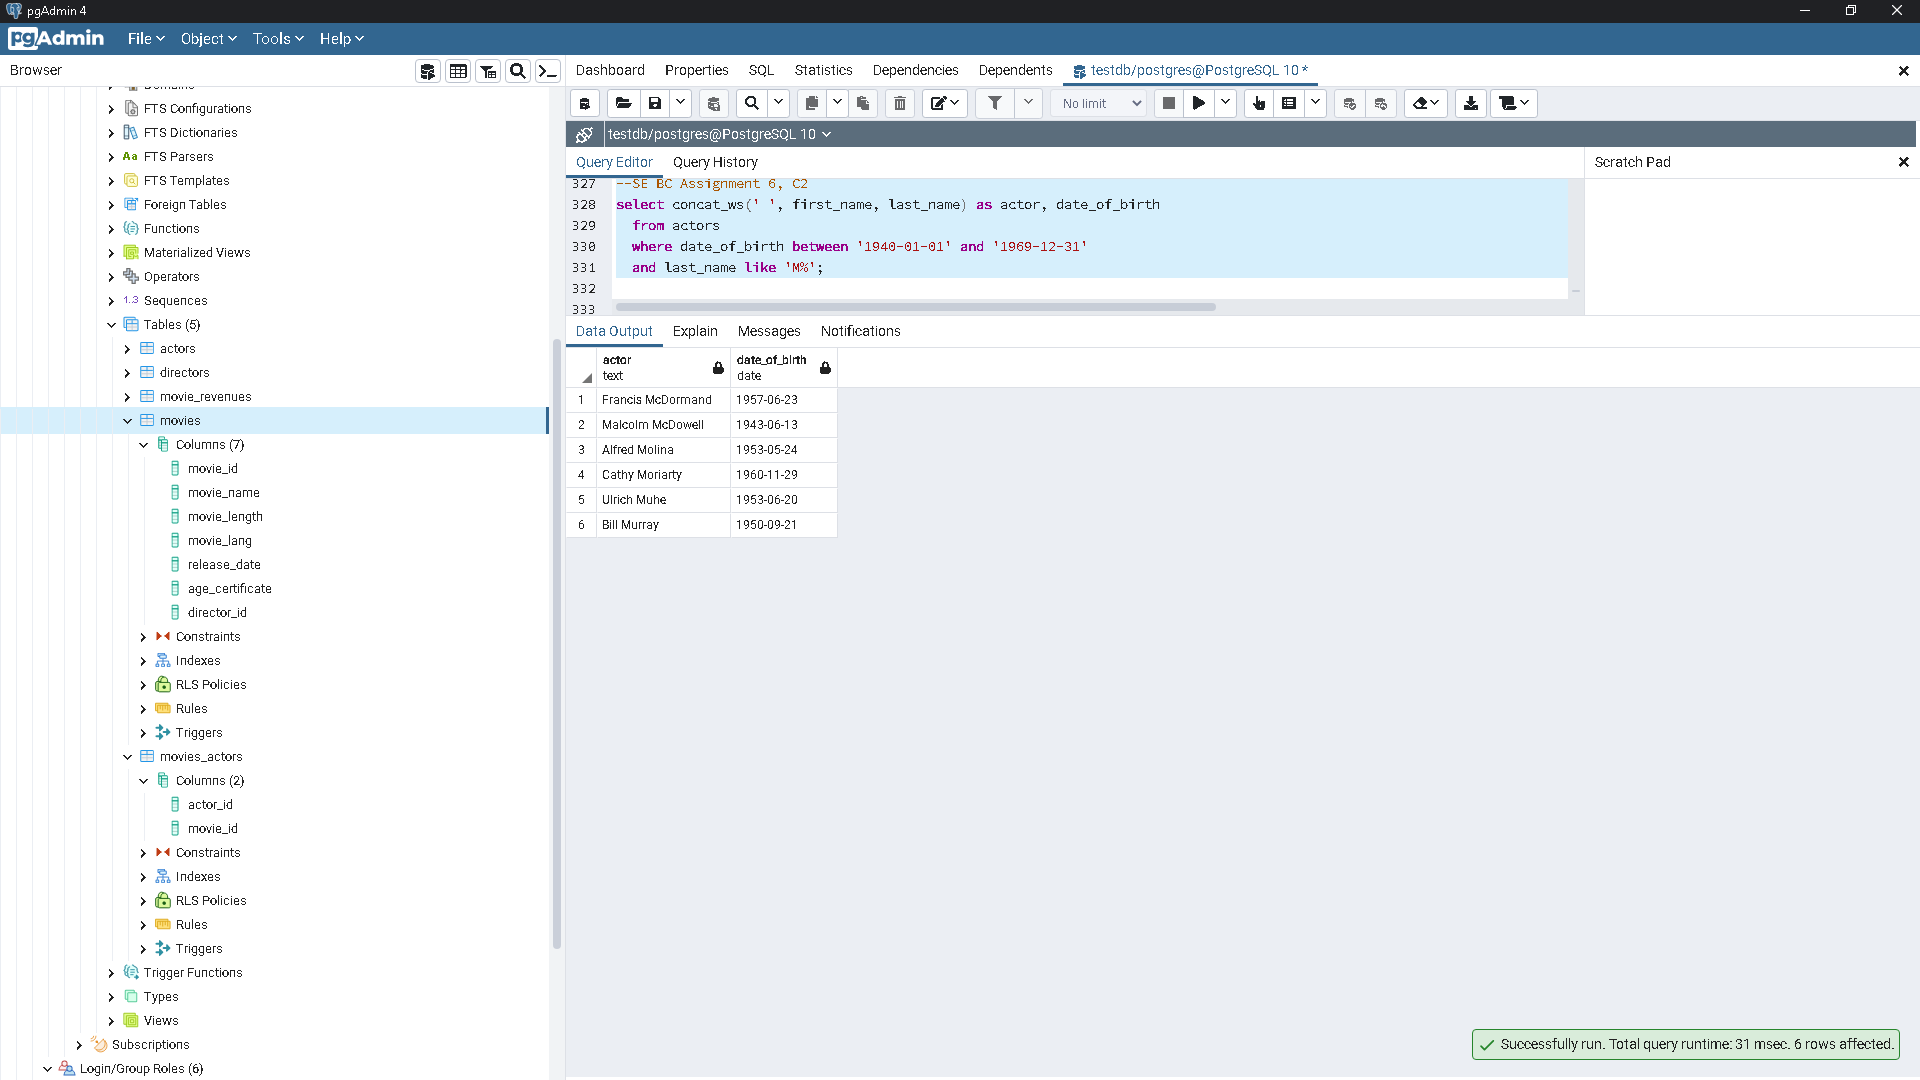 pgAdmin 4
pgAdmin File Object Tools Help
Browser
Dashboard Properties SQL Statistics Dependencies Dependents testdb/postgres@PostgreSQL 10 *
No limit
testdb/postgres@PostgreSQL 10
Query Editor Query History
Scratch Pad
Domains
FTS Configurations
FTS Dictionaries
Aa FTS Parsers
FTS Templates
Foreign Tables
Functions
Materialized Views
Operators
1.3 Sequences
Tables (5)
actors
directors
movie_revenues
movies
Columns (7)
movie_id
movie_name
movie_length
movie_lang
release_date
age_certificate
director_id
Constraints
Indexes
RLS Policies
Rules
Triggers
movies_actors
Columns (2)
actor_id
movie_id
Constraints
Indexes
RLS Policies
Rules
Triggers
Trigger Functions
Types
Views
Subscriptions
Login/Group Roles (6)
327 --SE BC Assignment 6, C2
328 select concat_ws(' ', first_name, last_name) as actor, date_of_birth
329 from actors
330 where date_of_birth between '1940-01-01' and '1969-12-31'
331 and last_name like 'M%';
332
333
Data Output Explain Messages Notifications
actor date_of_birth
text date
1 Francis McDormand 1957-06-23
2 Malcolm McDowell 1943-06-13
3 Alfred Molina 1953-05-24
4 Cathy Moriarty 1960-11-29
5 Ulrich Muhe 1953-06-20
6 Bill Murray 1950-09-21
Successfully run. Total query runtime: 31 msec. 6 rows affected.